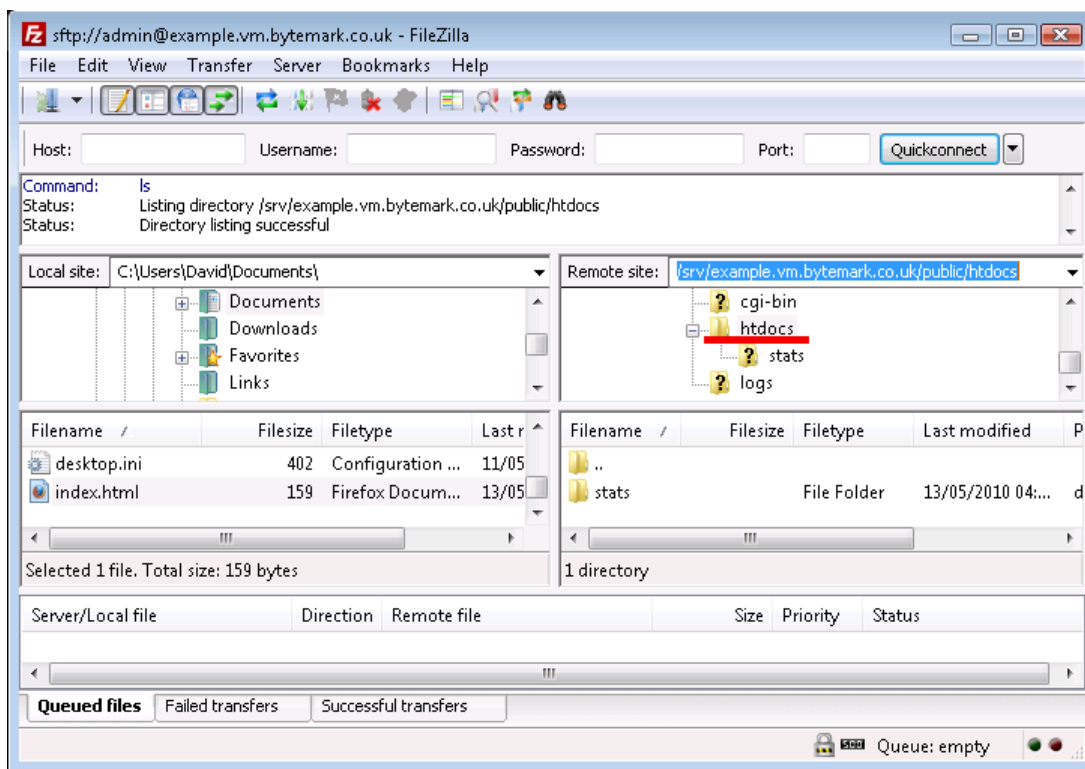 sftp://admin@example.vm.bytemark.co.uk - FileZilla
File Edit View Transfer Server Bookmarks Help
Host: Username: Password: Port: Quickconnect
Command: ls
Status: Listing directory /srv/example.vm.bytemark.co.uk/public/htdocs
Status: Directory listing successful
Local site: C:\Users\David\Documents\
Documents
Downloads
Favorites
Links
Remote site: /srv/example.vm.bytemark.co.uk/public/htdocs
? cgi-bin
htdocs
? stats
? logs
Filename Filesize Filetype Last r
desktop.ini 402 Configuration ... 11/05
index.html 159 Firefox Docum... 13/05
Selected 1 file. Total size: 159 bytes
Filename Filesize Filetype Last modified P
..
stats File Folder 13/05/2010 04:... d
1 directory
Server/Local file Direction Remote file Size Priority Status
Queued files Failed transfers Successful transfers
Queue: empty